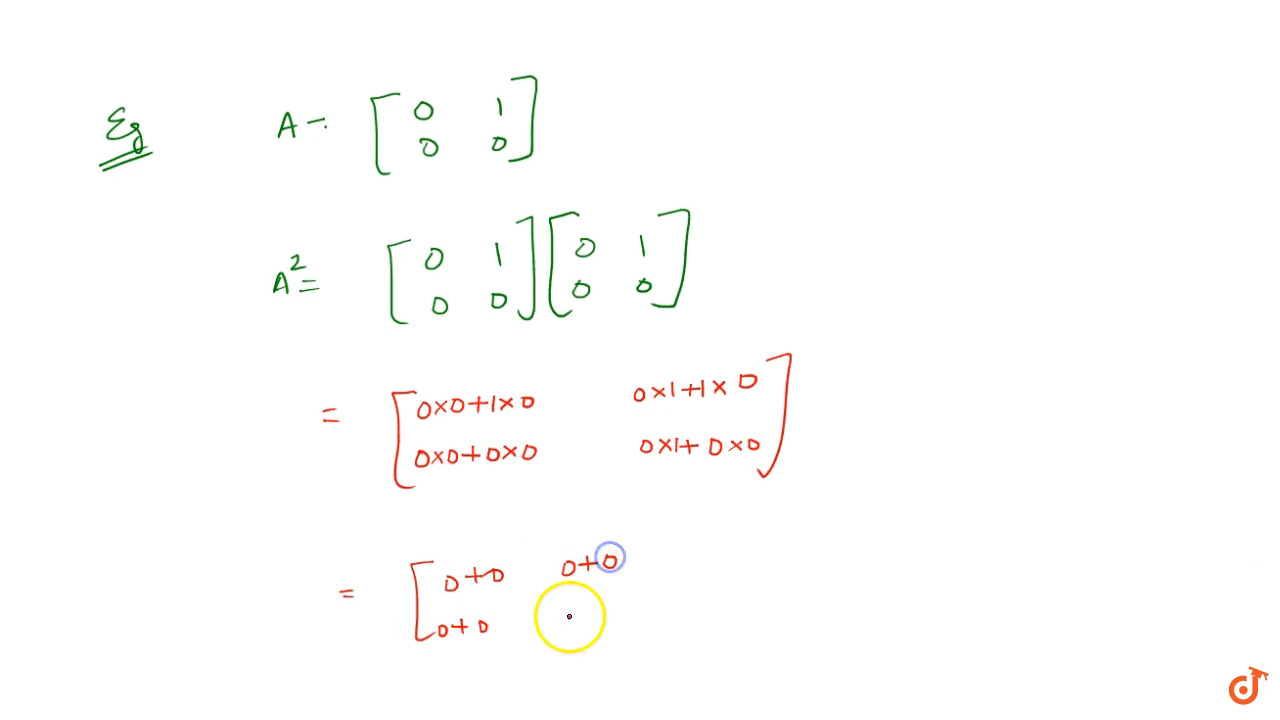 Eg A - [ 0 1
0 0 ]
A² = [ 0 1
0 0 ] [ 0 1
0 0 ]
= [ 0×0+1×0 0×1+1×0
0×0+0×0 0×1+0×0 ]
= [ 0+0 0+0
0+0